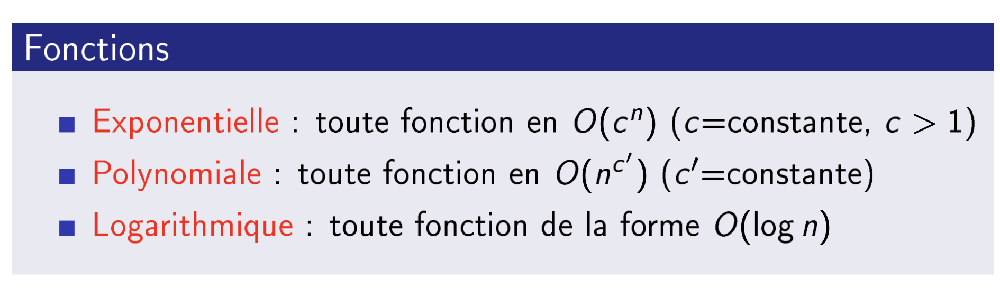 Fonctions
Exponentielle : toute fonction en O(cⁿ) (c=constante, c > 1)
Polynomiale : toute fonction en O(n^{c′}) (c′=constante)
Logarithmique : toute fonction de la forme O(log n)